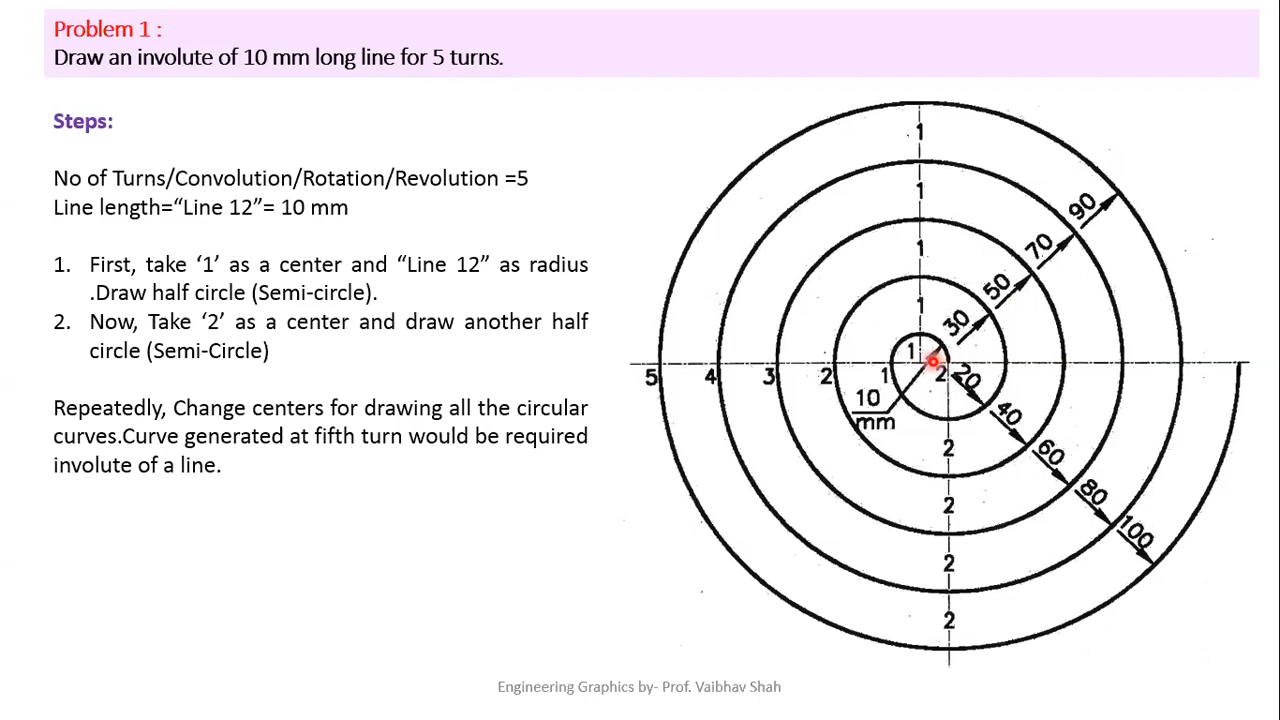 Problem 1 :
Draw an involute of 10 mm long line for 5 turns.
Steps:
No of Turns/Convolution/Rotation/Revolution =5
Line length=“Line 12”= 10 mm
1. First, take ‘1’ as a center and “Line 12” as radius
.Draw half circle (Semi-circle).
2. Now, Take ‘2’ as a center and draw another half
circle (Semi-Circle)
Repeatedly, Change centers for drawing all the circular
curves.Curve generated at fifth turn would be required
involute of a line.
1
1
1
1
90
70
50
30
1
5 4 3 2 1 2
20
10
mm
40
60
80
100
2
2
2
2
Engineering Graphics by- Prof. Vaibhav Shah